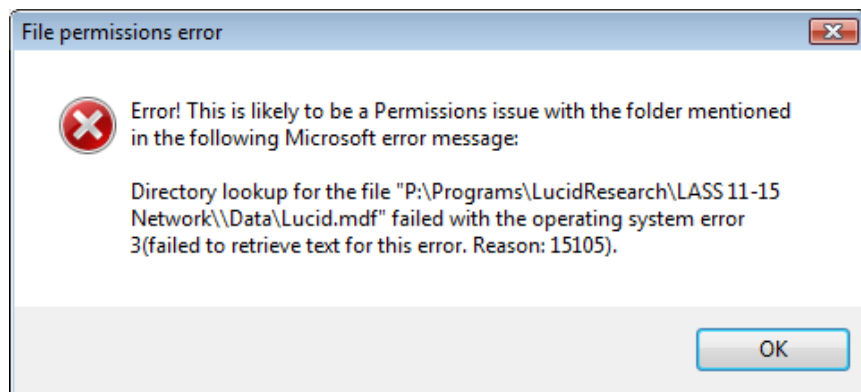 File permissions error
Error! This is likely to be a Permissions issue with the folder mentioned
in the following Microsoft error message:
Directory lookup for the file "P:\Programs\LucidResearch\LASS 11-15
Network\\Data\Lucid.mdf" failed with the operating system error
3(failed to retrieve text for this error. Reason: 15105).
OK